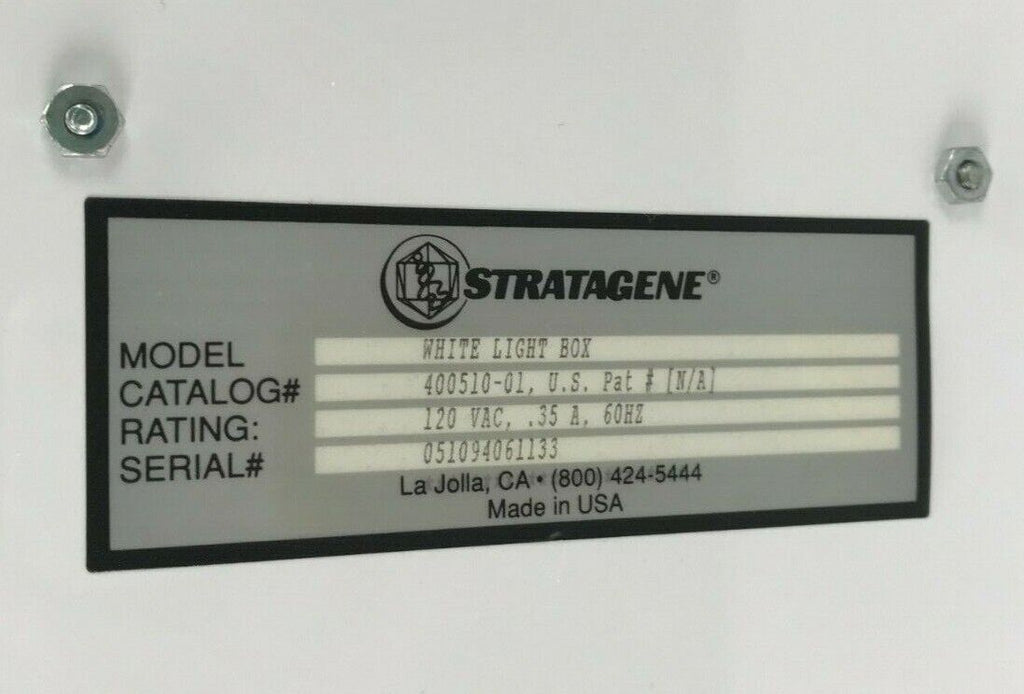 STRATAGENE®
MODEL WHITE LIGHT BOX
CATALOG# 400510-01, U.S. Pat # [N/A]
RATING: 120 VAC, .35 A, 60HZ
SERIAL# 051094061133
La Jolla, CA • (800) 424-5444
Made in USA